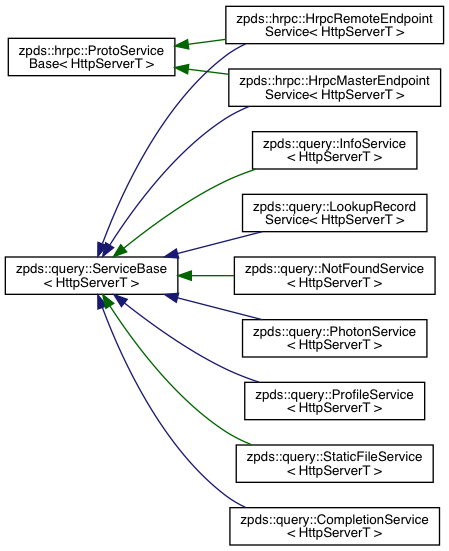 zpds::hrpc::HrpcRemoteEndpoint
Service< HttpServerT >
zpds::hrpc::ProtoService
Base< HttpServerT >
zpds::hrpc::HrpcMasterEndpoint
Service< HttpServerT >
zpds::query::InfoService
< HttpServerT >
zpds::query::LookupRecord
Service< HttpServerT >
zpds::query::ServiceBase
< HttpServerT >
zpds::query::NotFoundService
< HttpServerT >
zpds::query::PhotonService
< HttpServerT >
zpds::query::ProfileService
< HttpServerT >
zpds::query::StaticFileService
< HttpServerT >
zpds::query::CompletionService
< HttpServerT >